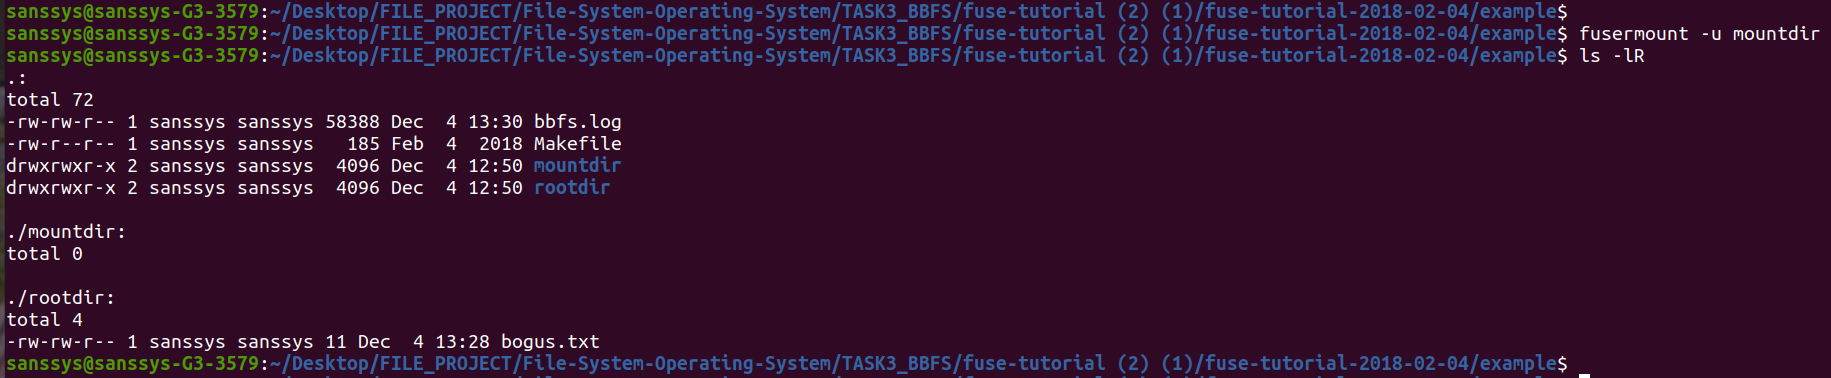 sanssys@sanssys-G3-3579:~/Desktop/FILE_PROJECT/File-System-Operating-System/TASK3_BBFS/fuse-tutorial (2) (1)/fuse-tutorial-2018-02-04/example$
sanssys@sanssys-G3-3579:~/Desktop/FILE_PROJECT/File-System-Operating-System/TASK3_BBFS/fuse-tutorial (2) (1)/fuse-tutorial-2018-02-04/example$ fusermount -u mountdir
sanssys@sanssys-G3-3579:~/Desktop/FILE_PROJECT/File-System-Operating-System/TASK3_BBFS/fuse-tutorial (2) (1)/fuse-tutorial-2018-02-04/example$ ls -lR
.:
total 72
-rw-rw-r-- 1 sanssys sanssys 58388 Dec  4 13:30 bbfs.log
-rw-r--r-- 1 sanssys sanssys   185 Feb  4  2018 Makefile
drwxrwxr-x 2 sanssys sanssys  4096 Dec  4 12:50 mountdir
drwxrwxr-x 2 sanssys sanssys  4096 Dec  4 12:50 rootdir

./mountdir:
total 0

./rootdir:
total 4
-rw-rw-r-- 1 sanssys sanssys 11 Dec  4 13:28 bogus.txt
sanssys@sanssys-G3-3579:~/Desktop/FILE_PROJECT/File-System-Operating-System/TASK3_BBFS/fuse-tutorial (2) (1)/fuse-tutorial-2018-02-04/example$